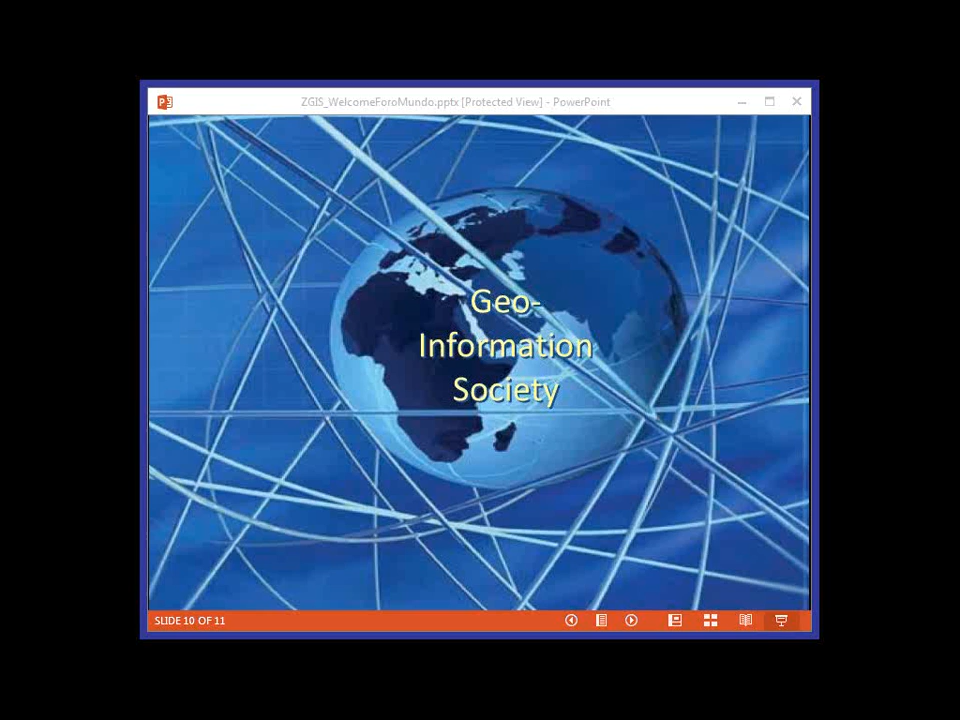 ZGIS_WelcomeForoMundo.pptx [Protected View] - PowerPoint
Geo-
Information
Society
SLIDE 10 OF 11